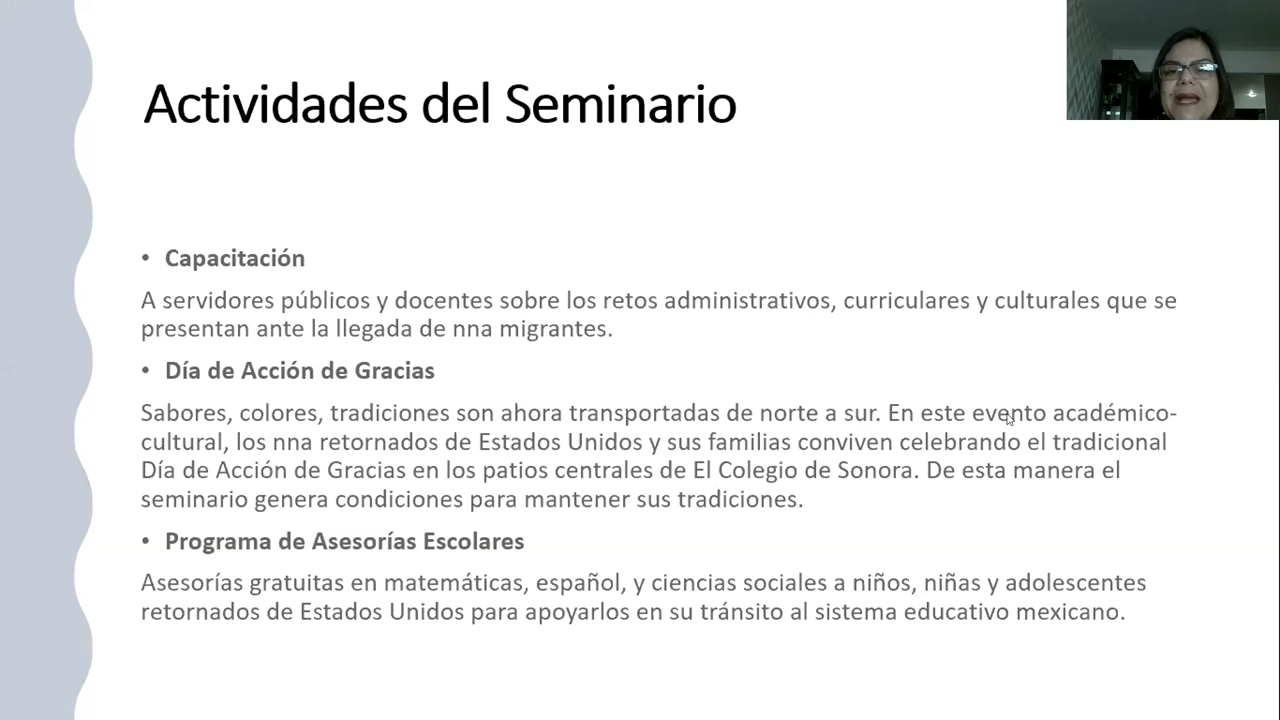 Actividades del Seminario
• Capacitación
A servidores públicos y docentes sobre los retos administrativos, curriculares y culturales que se
presentan ante la llegada de nna migrantes.
• Día de Acción de Gracias
Sabores, colores, tradiciones son ahora transportadas de norte a sur. En este evento académico-
cultural, los nna retornados de Estados Unidos y sus familias conviven celebrando el tradicional
Día de Acción de Gracias en los patios centrales de El Colegio de Sonora. De esta manera el
seminario genera condiciones para mantener sus tradiciones.
• Programa de Asesorías Escolares
Asesorías gratuitas en matemáticas, español, y ciencias sociales a niños, niñas y adolescentes
retornados de Estados Unidos para apoyarlos en su tránsito al sistema educativo mexicano.